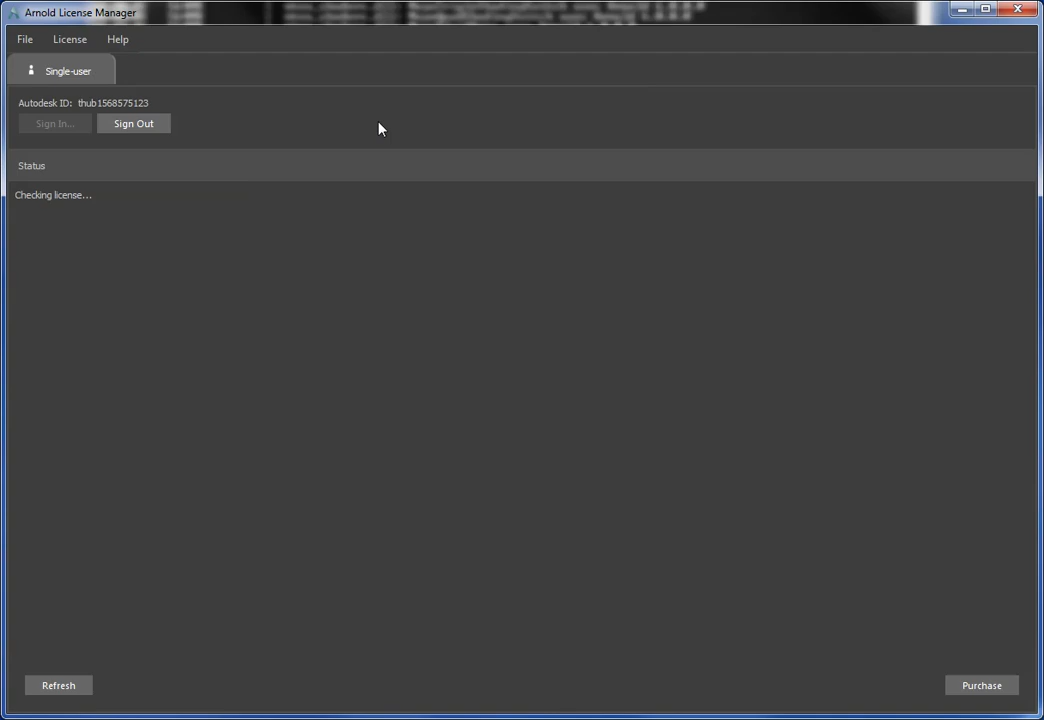 Arnold License Manager
File License Help
Single-user
Autodesk ID: thub1568575123
Sign In... Sign Out
Status
Checking license...
Refresh Purchase